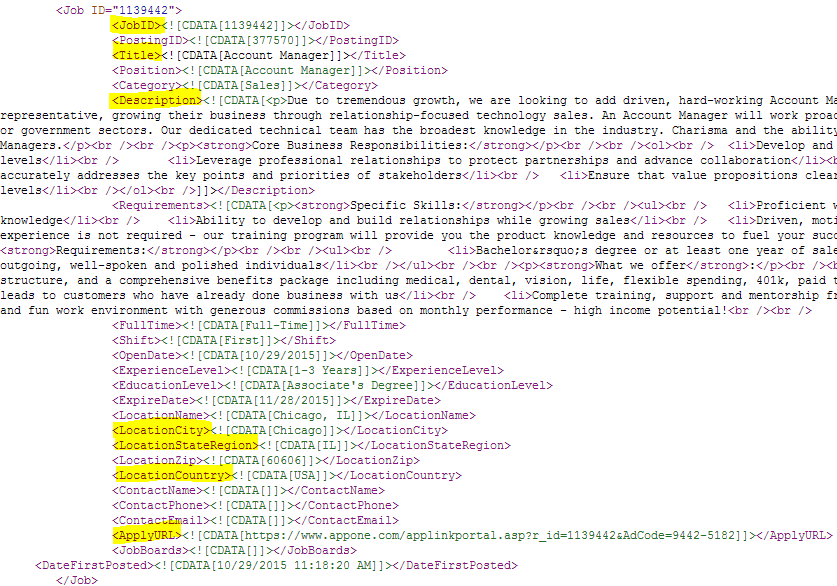 <Job ID="1139442">
<JobID><![CDATA[1139442]]></JobID>
<PostingID><![CDATA[377570]]></PostingID>
<Title><![CDATA[Account Manager]]></Title>
<Position><![CDATA[Account Manager]]></Position>
<Category><![CDATA[Sales]]></Category>
<Description><![CDATA[<p>Due to tremendous growth, we are looking to add driven, hard-working Account Ma
representative, growing their business through relationship-focused technology sales. An Account Manager will work proac
or government sectors. Our dedicated technical team has the broadest knowledge in the industry. Charisma and the ability
Managers.</p><br /><br /><p><strong>Core Business Responsibilities:</strong></p><br /><br /><ol><br /> <li>Develop and
levels</li><br /> <li>Leverage professional relationships to protect partnerships and advance collaboration</li><b
accurately addresses the key points and priorities of stakeholders</li><br /> <li>Ensure that value propositions clear
levels</li><br /></ol><br />]]></Description>
<Requirements><![CDATA[<p><strong>Specific Skills:</strong></p><br /><br /><ul><br /> <li>Proficient w
knowledge</li><br /> <li>Ability to develop and build relationships while growing sales</li><br /> <li>Driven, moti
experience is not required - our training program will provide you the product knowledge and resources to fuel your succ
<strong>Requirements:</strong></p><br /><br /><ul><br /> <li>Bachelor&rsquo;s degree or at least one year of sale
outgoing, well-spoken and polished individuals</li><br /></ul><br /><br /><p><strong>What we offer</strong>:</p><br /><b
structure, and a comprehensive benefits package including medical, dental, vision, life, flexible spending, 401k, paid t
leads to customers who have already done business with us</li><br /> <li>Complete training, support and mentorship fr
and fun work environment with generous commissions based on monthly performance - high income potential!<br /><br />
<FullTime><![CDATA[Full-Time]]></FullTime>
<Shift><![CDATA[First]]></Shift>
<OpenDate><![CDATA[10/29/2015]]></OpenDate>
<ExperienceLevel><![CDATA[1-3 Years]]></ExperienceLevel>
<EducationLevel><![CDATA[Associate's Degree]]></EducationLevel>
<ExpireDate><![CDATA[11/28/2015]]></ExpireDate>
<LocationName><![CDATA[Chicago, IL]]></LocationName>
<LocationCity><![CDATA[Chicago]]></LocationCity>
<LocationStateRegion><![CDATA[IL]]></LocationStateRegion>
<LocationZip><![CDATA[60606]]></LocationZip>
<LocationCountry><![CDATA[USA]]></LocationCountry>
<ContactName><![CDATA[]]></ContactName>
<ContactPhone><![CDATA[]]></ContactPhone>
<ContactEmail><![CDATA[]]></ContactEmail>
<ApplyURL><![CDATA[https://www.appone.com/applinkportal.asp?r_id=1139442&AdCode=9442-5182]]></ApplyURL>
<JobBoards><![CDATA[]]></JobBoards>
<DateFirstPosted><![CDATA[10/29/2015 11:18:20 AM]]></DateFirstPosted>
</Job>